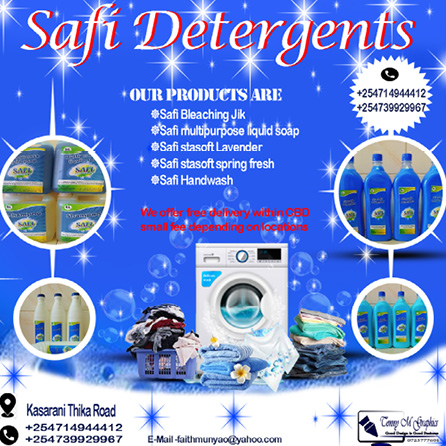 Safi Detergents
+254714944412
+254739929967
OUR PRODUCTS ARE
❊Safi Bleaching Jik
❊Safi multipurpose liquid soap
❊Safi stasoft Lavender
❊Safi stasoft spring fresh
❊Safi Handwash
We offer free delivery within CBD
small fee depending on locations
SAFI
SAFI
Kasarani Thika Road
+254714944412
+254739929967
E-Mail -faithmunyao@yahoo.com
Tonny M Graphics